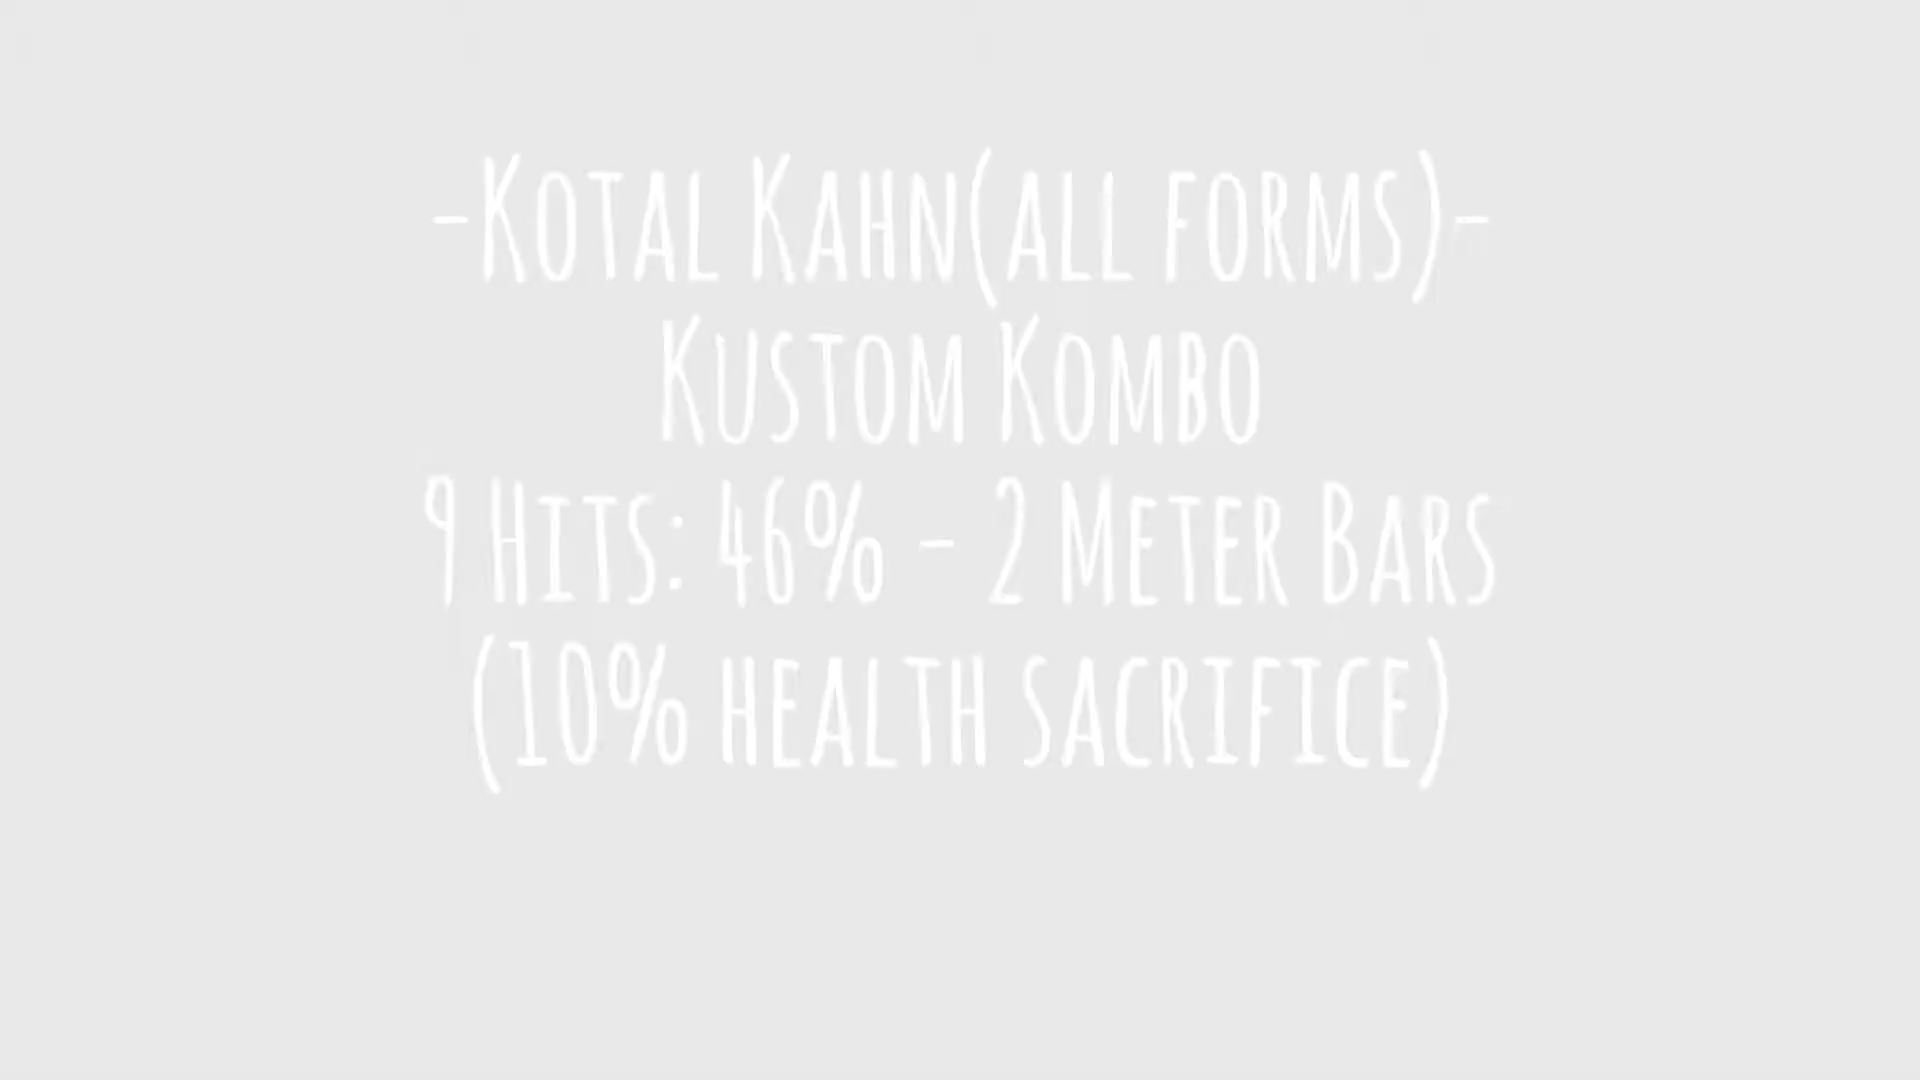 -Kotal Kahn(all forms)-
Kustom Kombo
9 Hits: 46% - 2 Meter Bars
(10% health sacrifice)